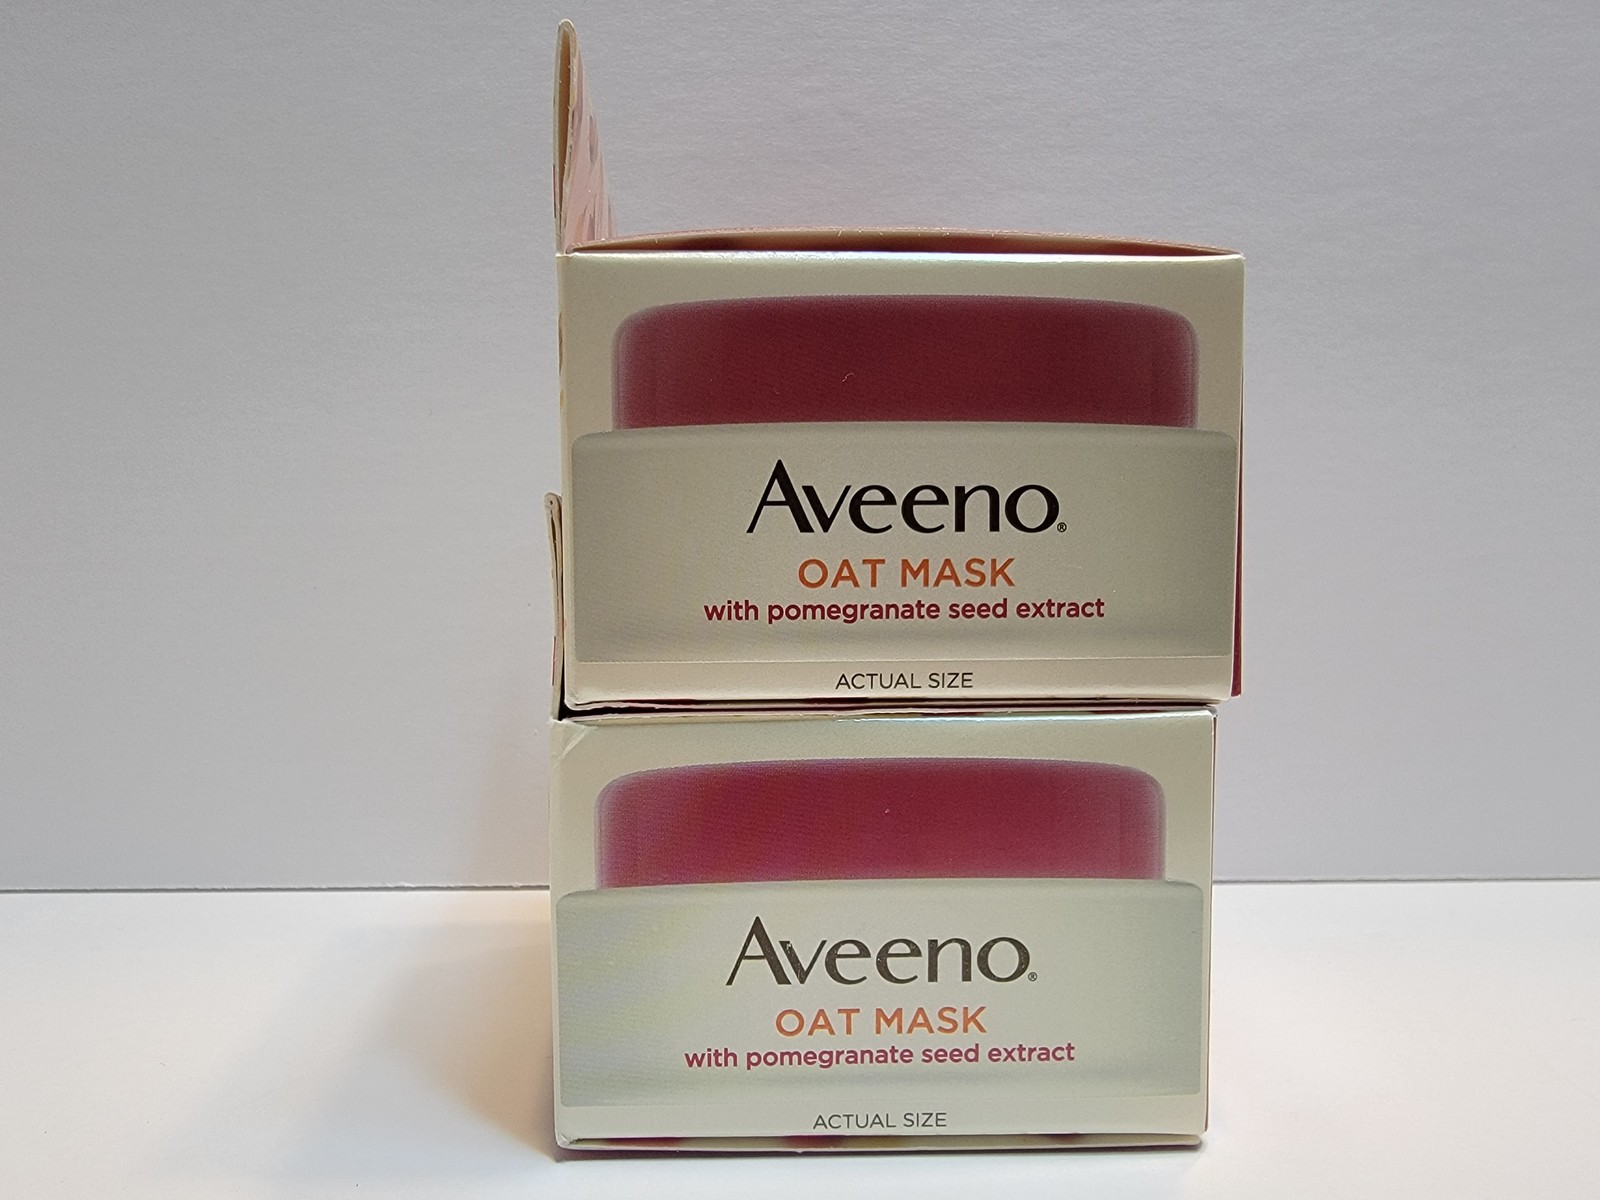 Aveeno®
OAT MASK
with pomegranate seed extract
ACTUAL SIZE
Aveeno®
OAT MASK
with pomegranate seed extract
ACTUAL SIZE